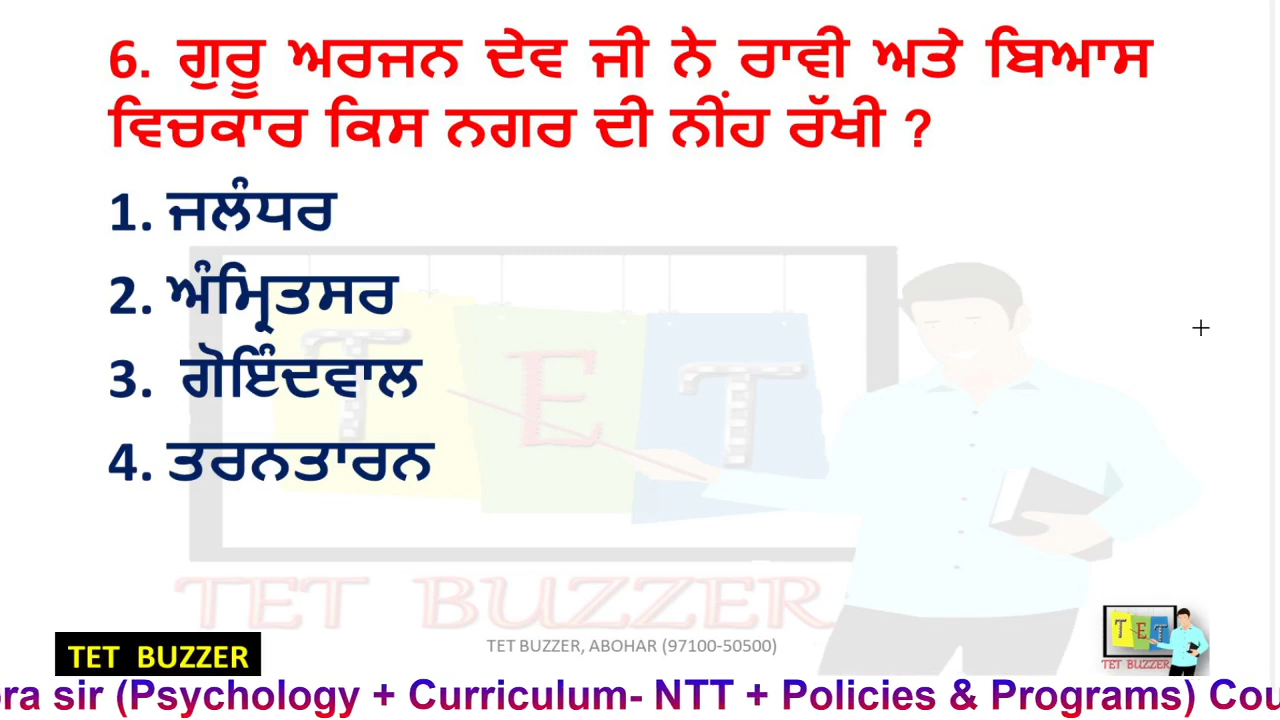 6. ਗੁਰੂ ਅਰਜਨ ਦੇਵ ਜੀ ਨੇ ਰਾਵੀ ਅਤੇ ਬਿਆਸ
ਵਿਚਕਾਰ ਕਿਸ ਨਗਰ ਦੀ ਨੀਂਹ ਰੱਖੀ ?
1. ਜਲੰਧਰ
2. ਅੰਮ੍ਰਿਤਸਰ
3. ਗੋਇੰਦਵਾਲ
4. ਤਰਨਤਾਰਨ
T E T
TET BUZZER
TET BUZZER
TET BUZZER, ABOHAR (97100-50500)
TET
TET BUZZER
ora sir (Psychology + Curriculum- NTT + Policies & Programs) Cou